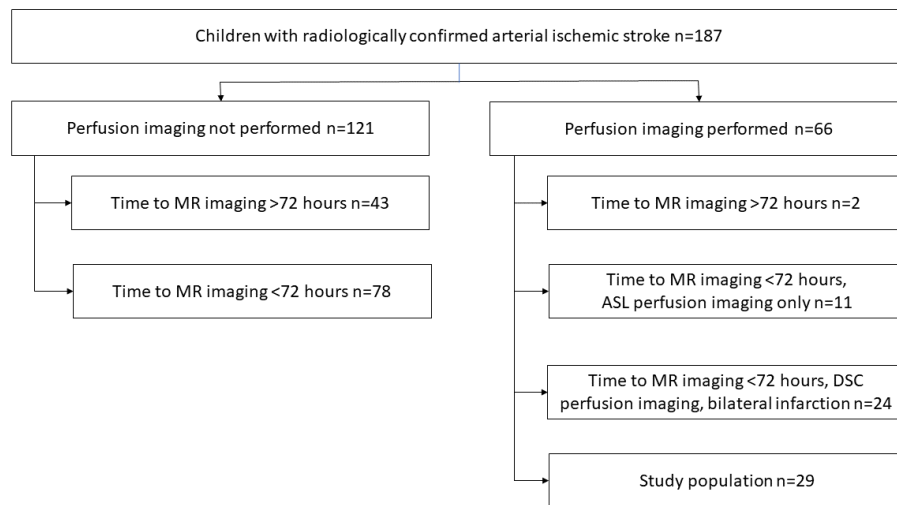 Children with radiologically confirmed arterial ischemic stroke n=187
Perfusion imaging not performed n=121
Time to MR imaging >72 hours n=43
Time to MR imaging <72 hours n=78
Perfusion imaging performed n=66
Time to MR imaging >72 hours n=2
Time to MR imaging <72 hours,
ASL perfusion imaging only n=11
Time to MR imaging <72 hours, DSC
perfusion imaging, bilateral infarction n=24
Study population n=29